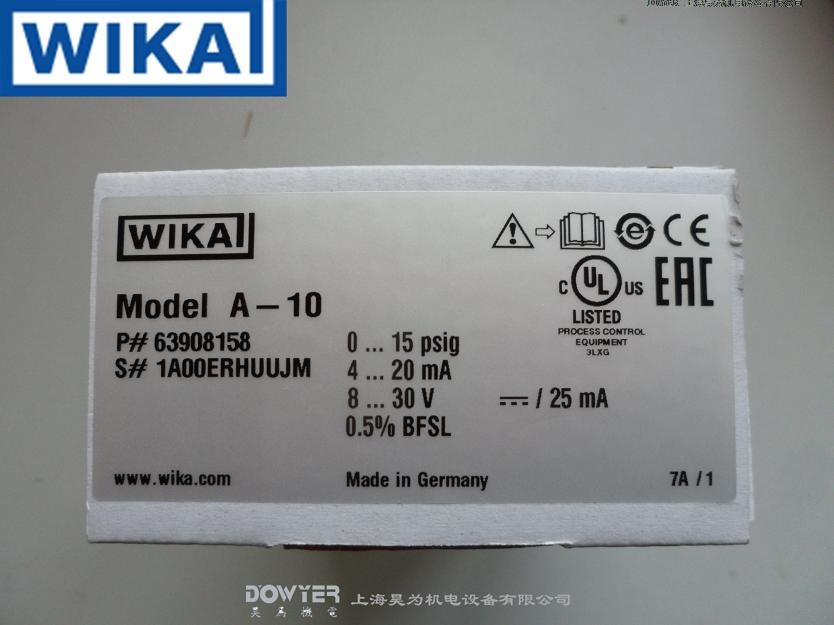 WIKA
WIKA
Model A-10
P# 63908158
S# 1A00ERHUUJM
0 ... 15 psig
4 ... 20 mA
8 ... 30 V / 25 mA
0.5% BFSL
CE
C UL US
LISTED
PROCESS CONTROL
EQUIPMENT
3LXG
EAC
www.wika.com Made in Germany 7A / 1
DOWYER 上海昊为机电设备有限公司